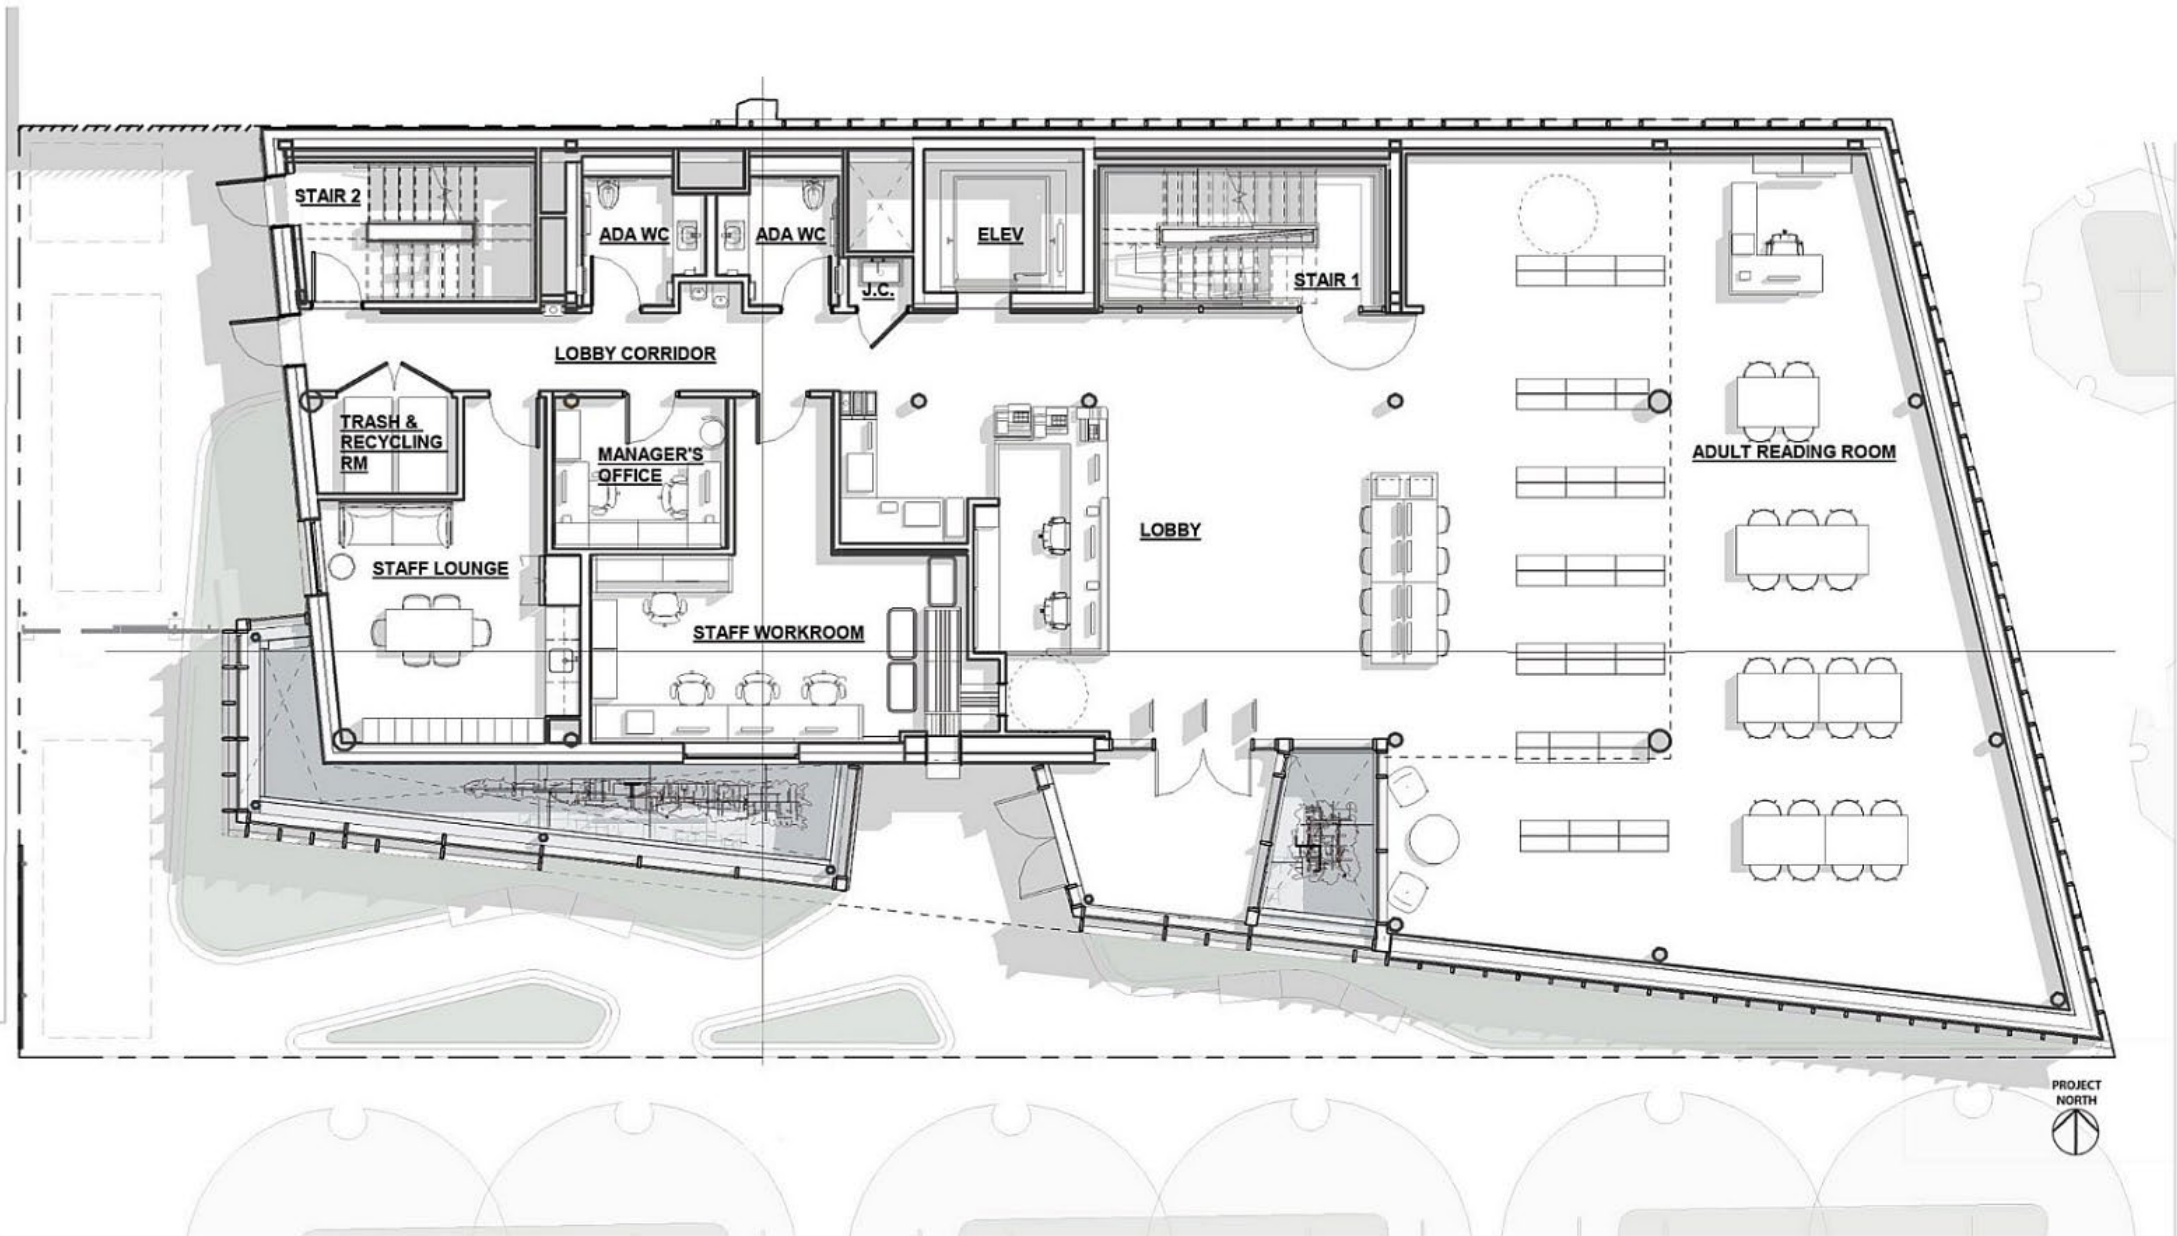 STAIR 2
ADA WC
ADA WC
ELEV
STAIR 1
J.C.
LOBBY CORRIDOR
TRASH &
RECYCLING
RM
MANAGER'S
OFFICE
ADULT READING ROOM
LOBBY
STAFF LOUNGE
STAFF WORKROOM
PROJECT
NORTH